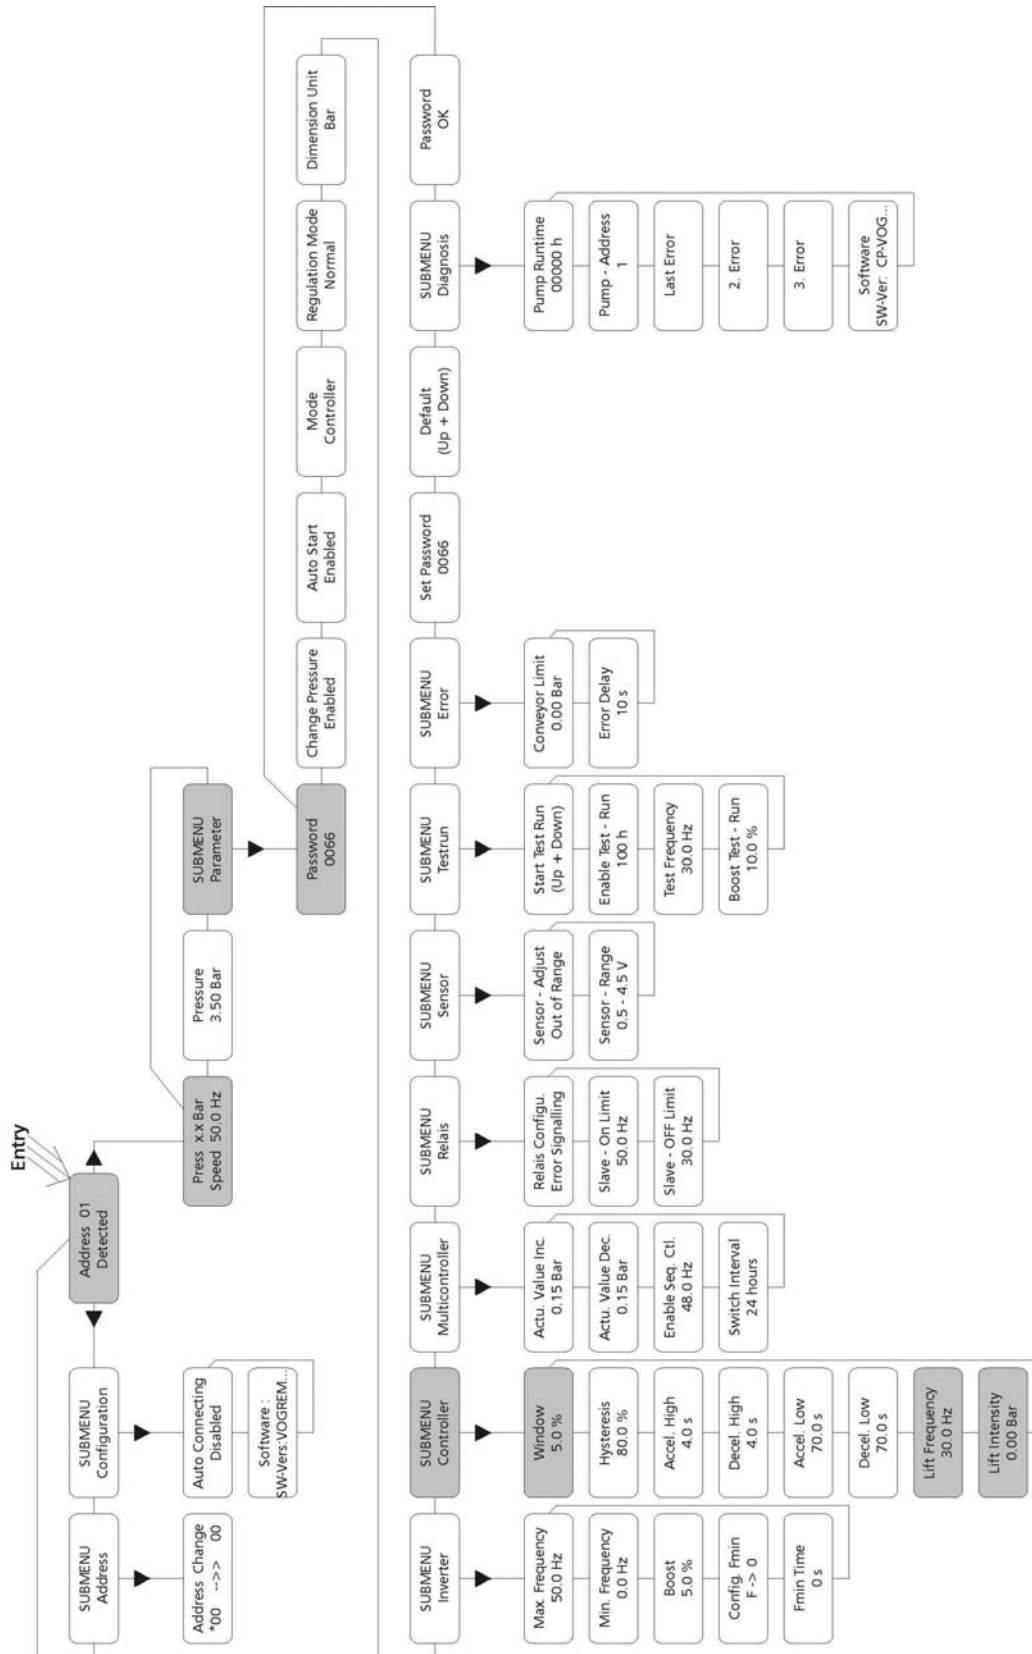 Entry
Address 01
Detected
SUBMENU
Configuration
SUBMENU
Address
Auto Connecting
Disabled
Software :
SW-Vers:VOGREM...
Address Change
*00 -->> 00
Press x.x Bar
Speed 50.0 Hz
Pressure
3.50 Bar
SUBMENU
Parameter
Password
0066
Change Pressure
Enabled
Auto Start
Enabled
Mode
Controller
Regulation Mode
Normal
Dimension Unit
Bar
SUBMENU
Inverter
Max. Frequency
50.0 Hz
Min. Frequency
0.0 Hz
Boost
5.0 %
Config. Fmin
F -> 0
Fmin Time
0 s
SUBMENU
Controller
Window
5.0 %
Hysteresis
80.0 %
Accel. High
4.0 s
Decel. High
4.0 s
Accel. Low
70.0 s
Decel. Low
70.0 s
Lift Frequency
30.0 Hz
Lift Intensity
0.00 Bar
SUBMENU
Multicontroller
Actu. Value Inc.
0.15 Bar
Actu. Value Dec.
0.15 Bar
Enable Seq. Ctl.
48.0 Hz
Switch Interval
24 hours
SUBMENU
Relais
Relais Configu.
Error Signalling
Slave - On Limit
50.0 Hz
Slave - OFF Limit
30.0 Hz
SUBMENU
Sensor
Sensor - Adjust
Out of Range
Sensor - Range
0.5 - 4.5 V
SUBMENU
Testrun
Start Test Run
(Up + Down)
Enable Test - Run
100 h
Test Frequency
30.0 Hz
Boost Test - Run
10.0 %
SUBMENU
Error
Conveyor Limit
0.00 Bar
Error Delay
10 s
Set Password
0066
Default
(Up + Down)
SUBMENU
Diagnosis
Pump Runtime
00000 h
Pump - Address
1
Last Error
2. Error
3. Error
Software
SW-Ver: CP-VOG...
Password
OK